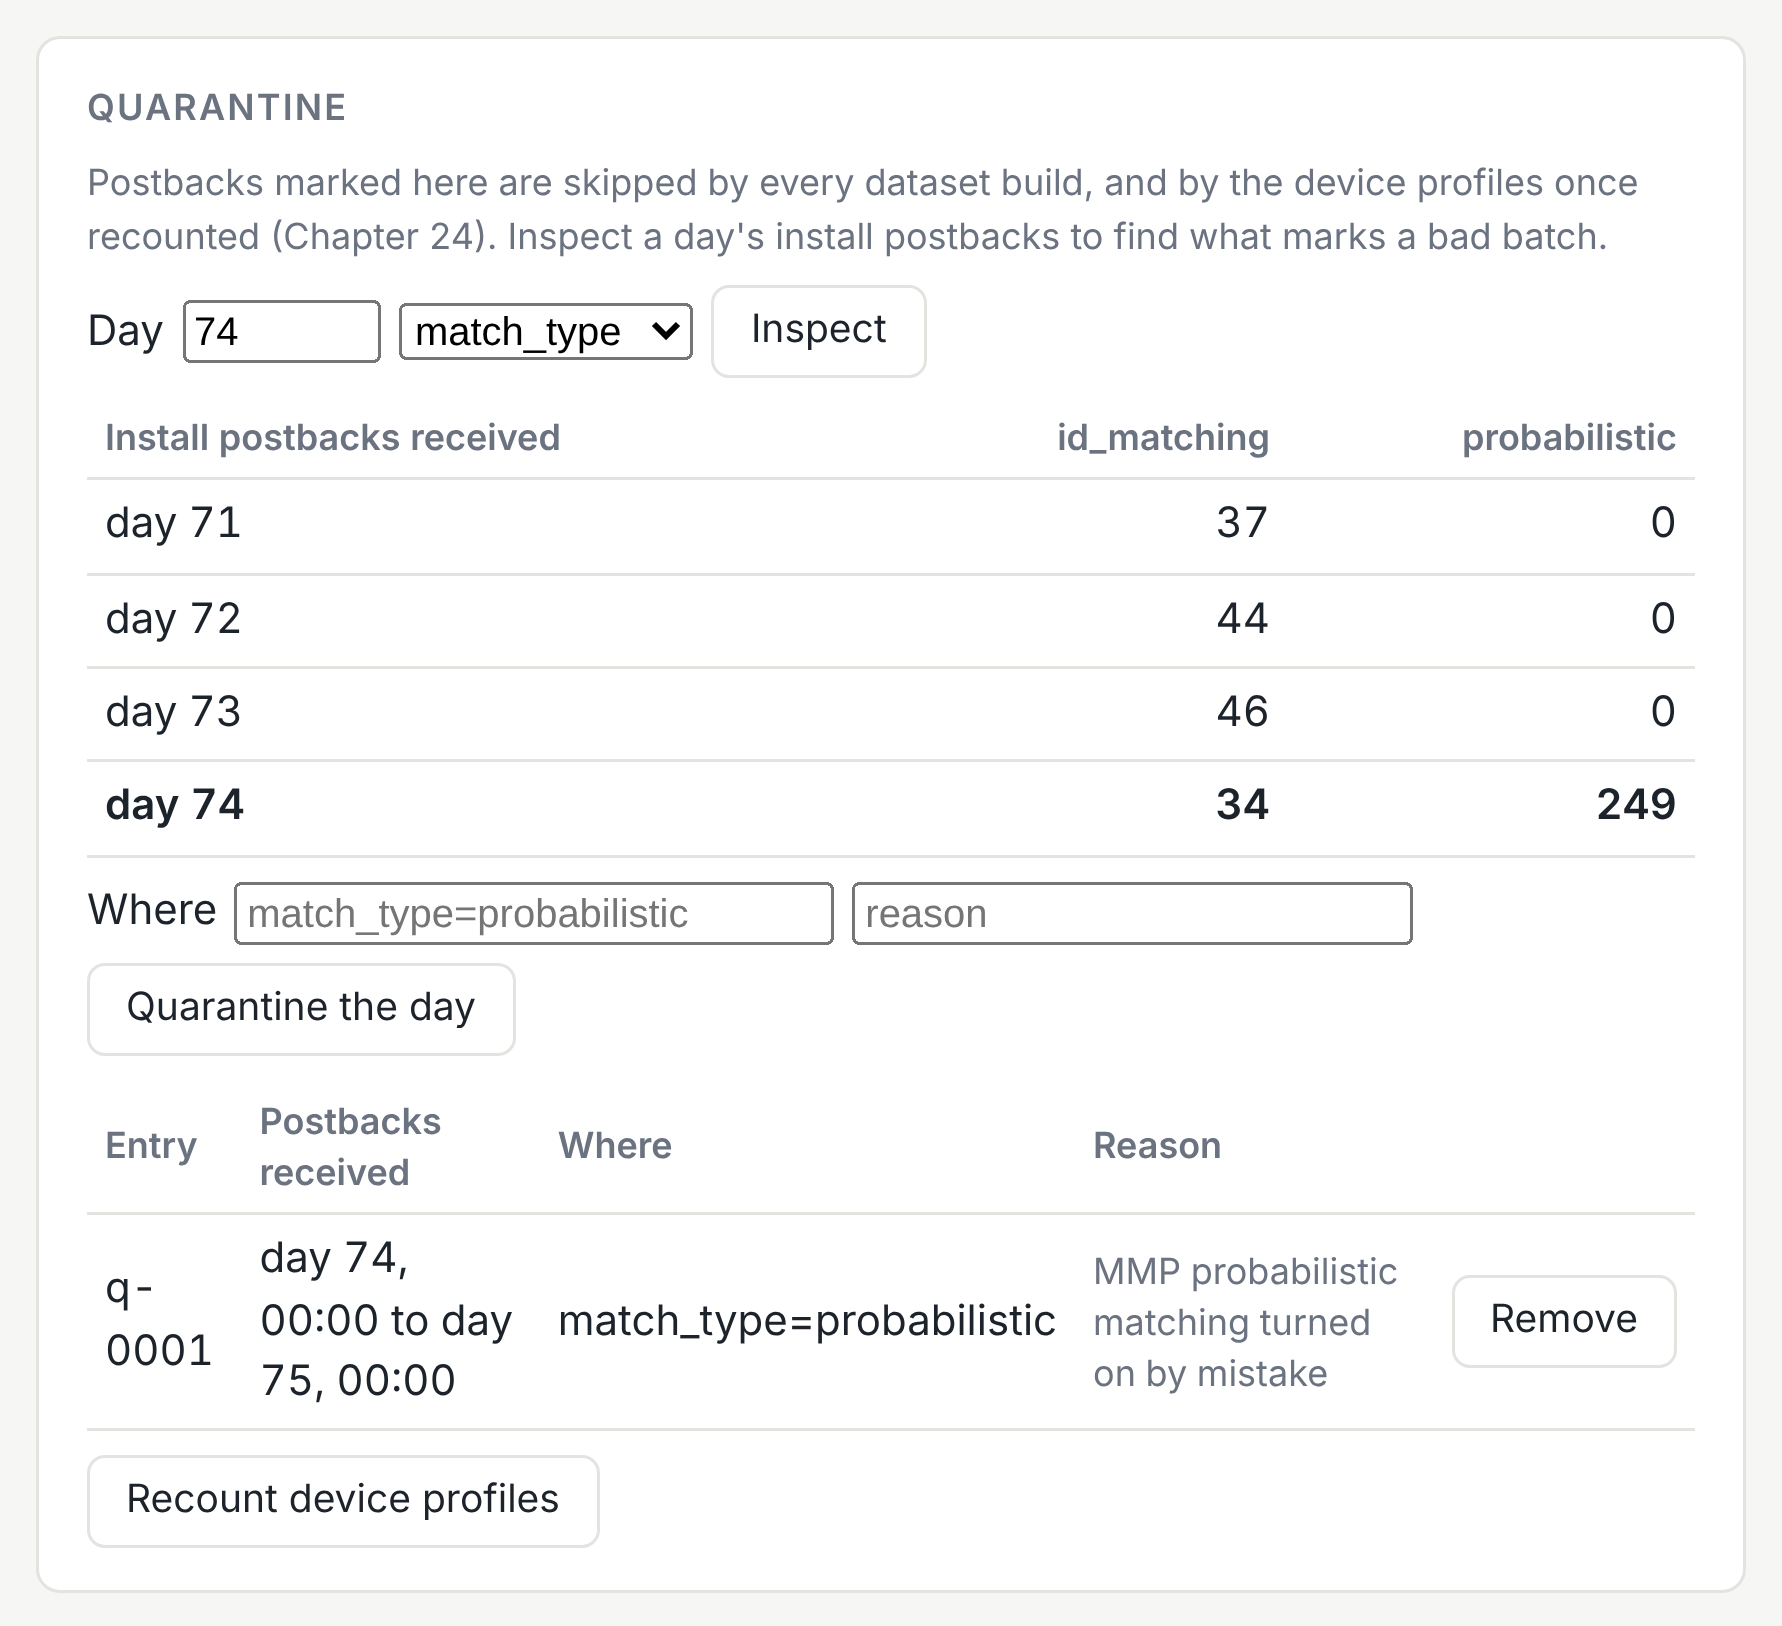 QUARANTINE
Postbacks marked here are skipped by every dataset build, and by the device profiles once
recounted (Chapter 24). Inspect a day's install postbacks to find what marks a bad batch.
Day 74 match_type Inspect
Install postbacks received id_matching probabilistic
day 71 37 0
day 72 44 0
day 73 46 0
day 74 34 249
Where match_type=probabilistic reason
Quarantine the day
Entry Postbacks received Where Reason
q-0001 day 74, 00:00 to day 75, 00:00 match_type=probabilistic MMP probabilistic matching turned on by mistake Remove
Recount device profiles